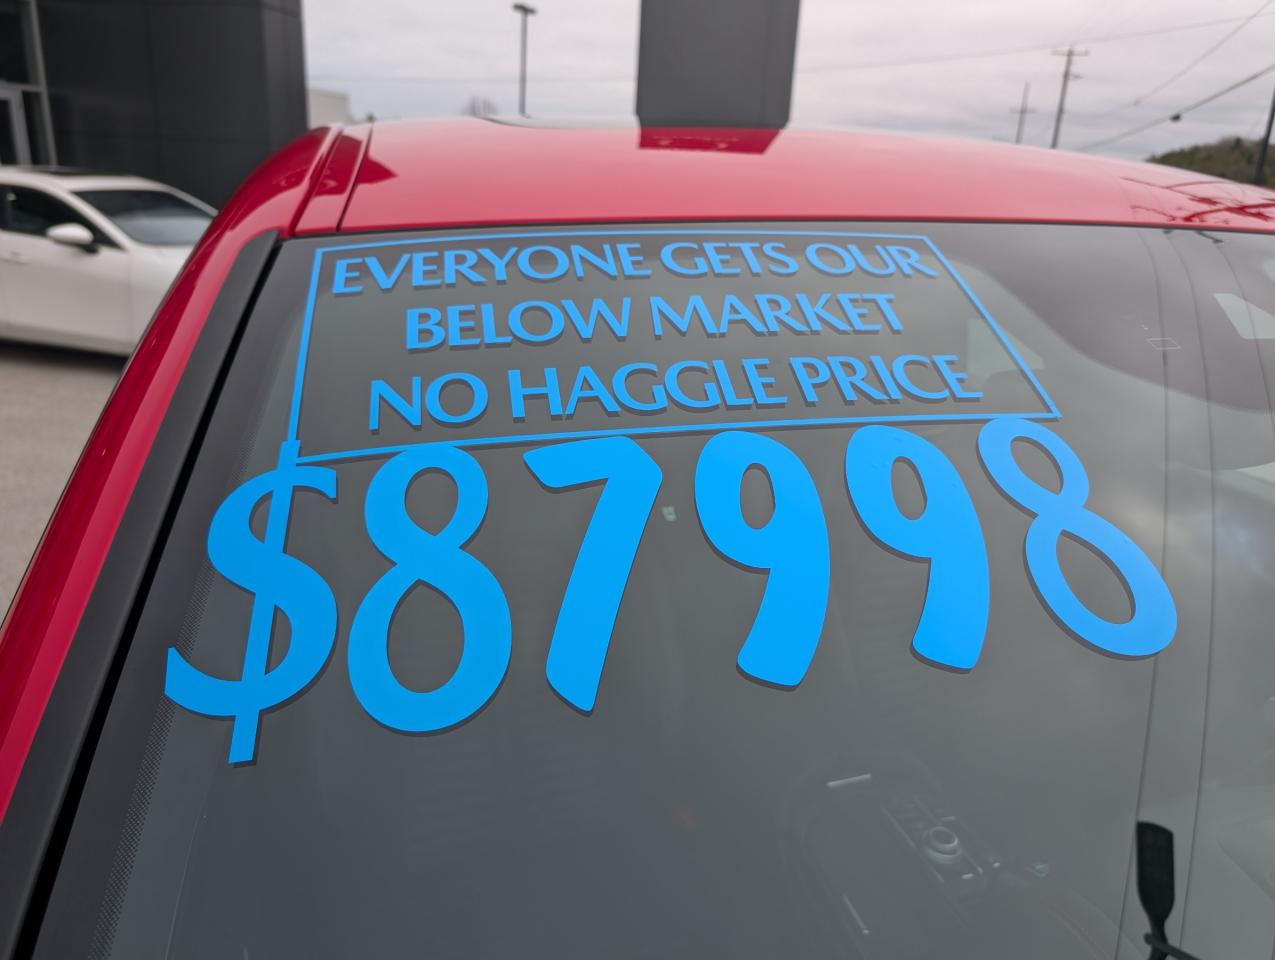 EVERYONE GETS OUR
BELOW MARKET
NO HAGGLE PRICE
$87998